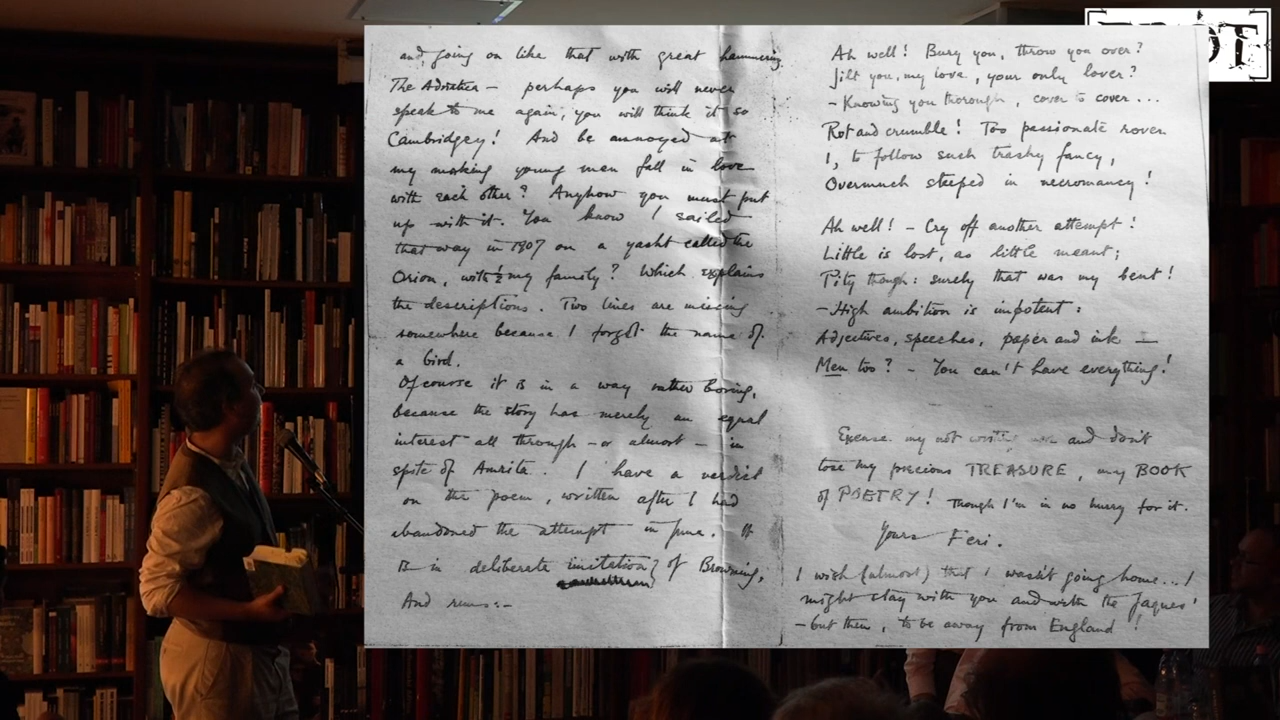 and, going on like that with great hammering.
The Adviser – perhaps you will never
speak to me again, you will think it so
Cambridgey! And be annoyed at
my making young men fall in love
with each other? Anyhow you must put
up with it. You know I sailed
that way in 1907 on a yacht called the
Orion, with ½ my family? Which explains
the descriptions. Two lines are missing
somewhere because I forgot the name of
a bird.
Of course it is in a way rather boring,
because the story has merely an equal
interest all through – or almost – in
spite of Amrita. I have a verdict
on the poem, written after I had
abandoned the attempt in June. It
is in deliberate imitation of Browning,
And runs:–
Ah well! Bury you, throw you over?
Jilt you, my love, your only lover?
– Knowing you thorough, cover to cover...
Rot and crumble! Too passionate rover
I, to follow such trashy fancy,
Overmuch steeped in necromancy!
Ah well! – Cry off another attempt!
Little is lost, as little meant;
Pity though: surely that was my bent!
– High ambition is impotent:
Adjectives, speeches, paper and ink —
Men too? – You can't have everything!
Excuse my not and don't
lose my precious TREASURE, my BOOK
of POETRY! Though I'm in no hurry for it.
Yours Feri.
I wish (almost) that I wasn't going home... I
might stay with you and with the Jaques'
– but then, to be away from England!